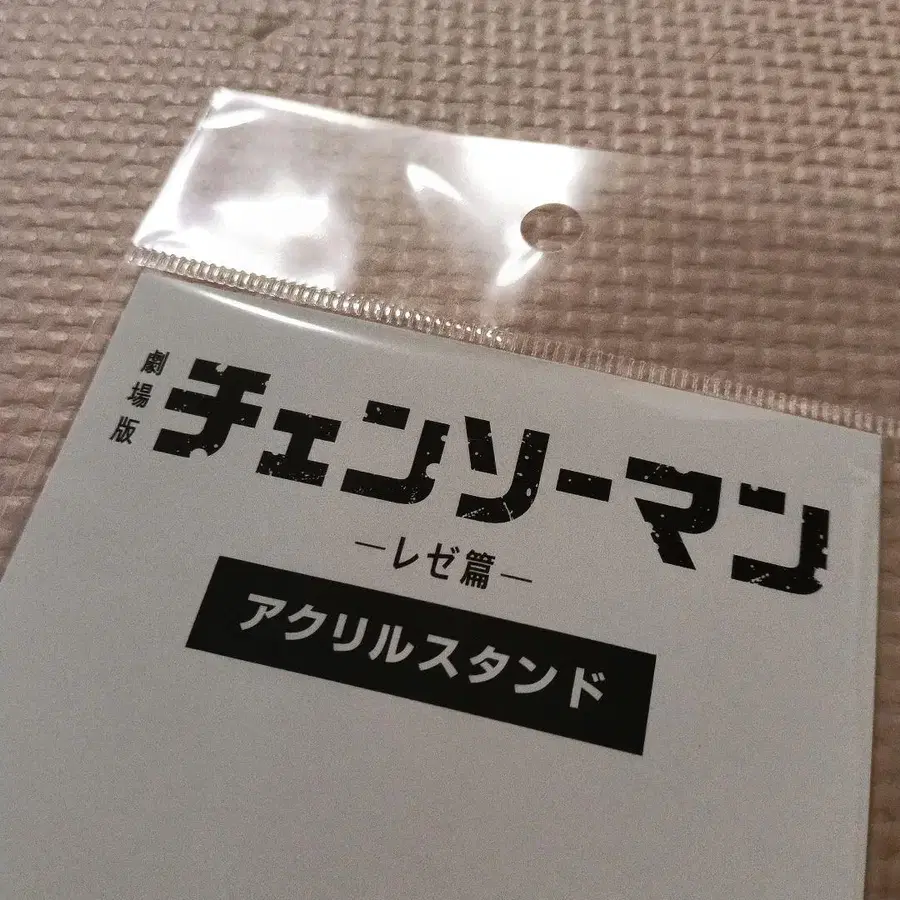 劇場版
チェンソーマン
―レゼ篇―
アクリルスタンド